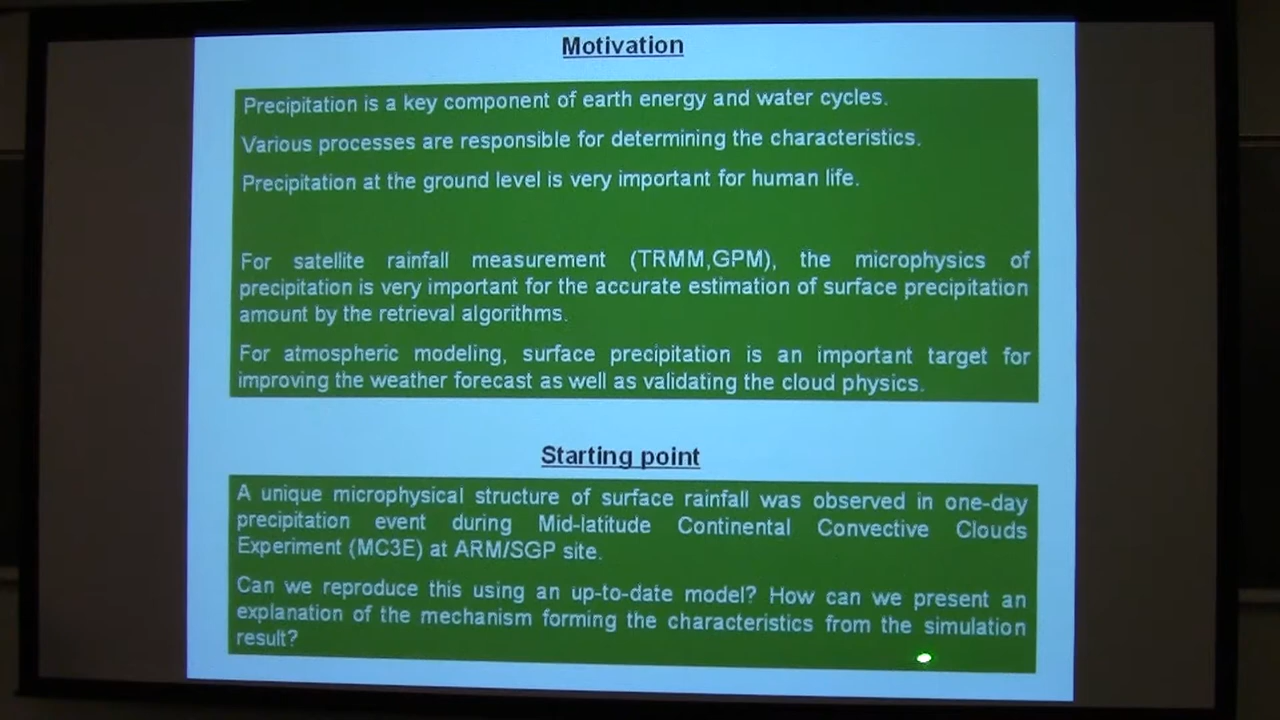 Motivation
Precipitation is a key component of earth energy and water cycles.
Various processes are responsible for determining the characteristics.
Precipitation at the ground level is very important for human life.
For satellite rainfall measurement (TRMM,GPM), the microphysics of
precipitation is very important for the accurate estimation of surface precipitation
amount by the retrieval algorithms.
For atmospheric modeling, surface precipitation is an important target for
improving the weather forecast as well as validating the cloud physics.
Starting point
A unique microphysical structure of surface rainfall was observed in one-day
precipitation event during Mid-latitude Continental Convective Clouds
Experiment (MC3E) at ARM/SGP site.
Can we reproduce this using an up-to-date model? How can we present an
explanation of the mechanism forming the characteristics from the simulation
result?